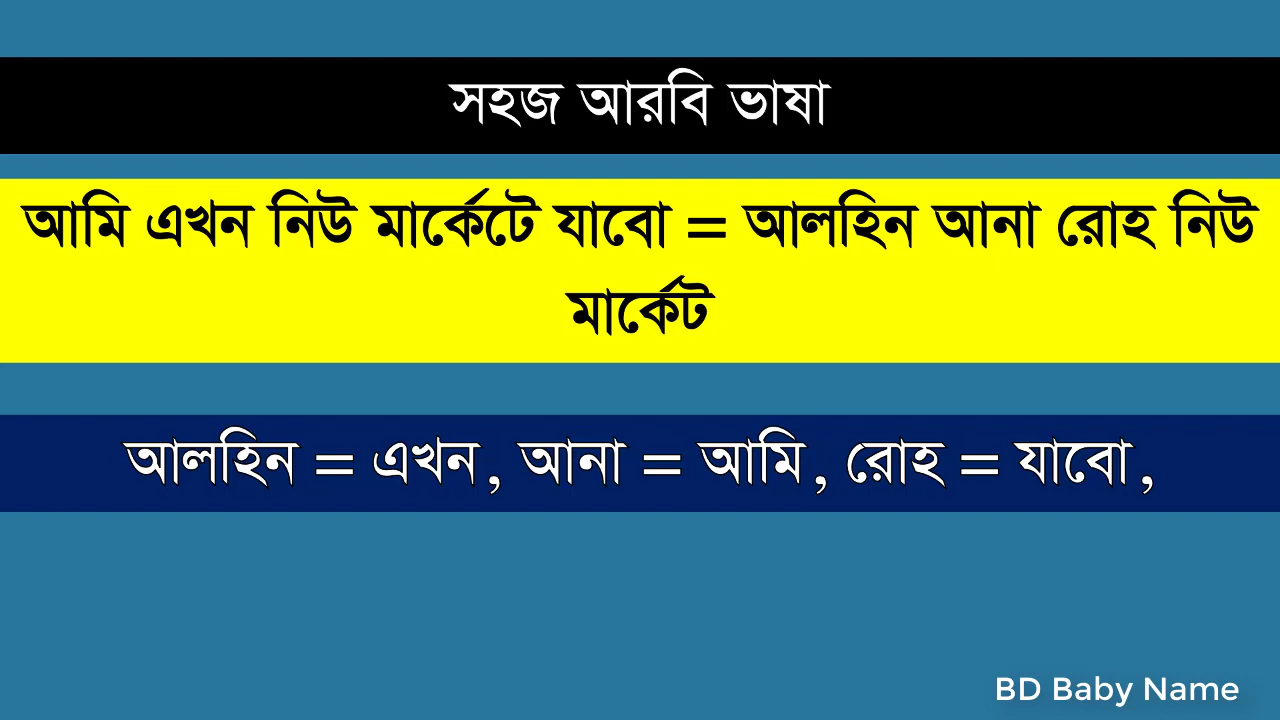 সহজ আরবি ভাষা
আমি এখন নিউ মার্কেটে যাবো = আলহিন আনা রোহ নিউ
মার্কেট
আলহিন = এখন, আনা = আমি, রোহ = যাবো,
BD Baby Name